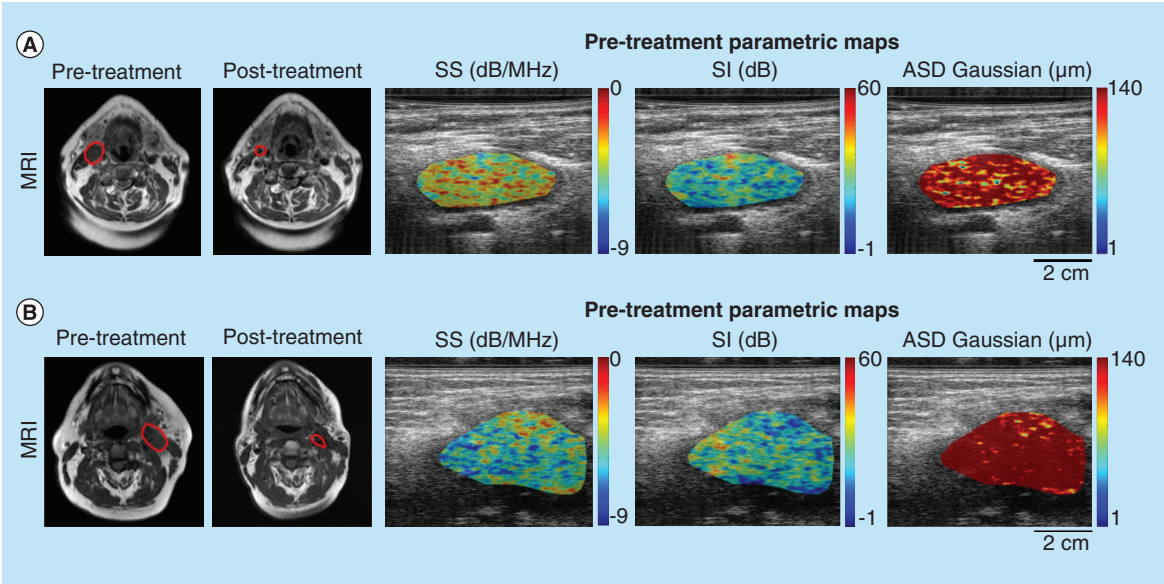 A
Pre-treatment parametric maps
Pre-treatment
Post-treatment
SS (dB/MHz)
SI (dB)
ASD Gaussian (μm)
MRI
0
-9
60
-1
140
1
2 cm
B
Pre-treatment parametric maps
Pre-treatment
Post-treatment
SS (dB/MHz)
SI (dB)
ASD Gaussian (μm)
MRI
0
-9
60
-1
140
1
2 cm